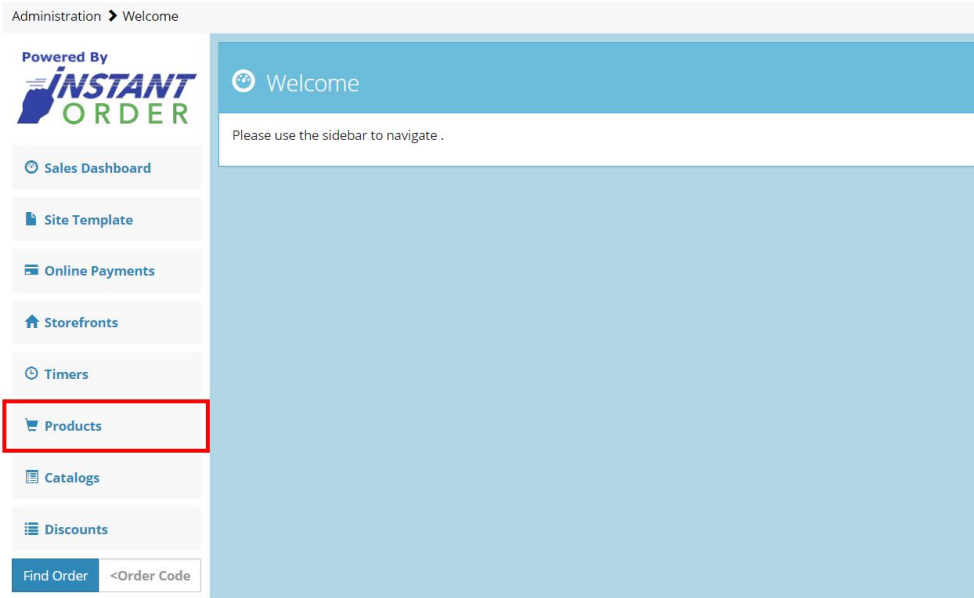 Administration > Welcome
Powered By
INSTANT
ORDER
Welcome
Please use the sidebar to navigate .
Sales Dashboard
Site Template
Online Payments
Storefronts
Timers
Products
Catalogs
Discounts
Find Order
<Order Code